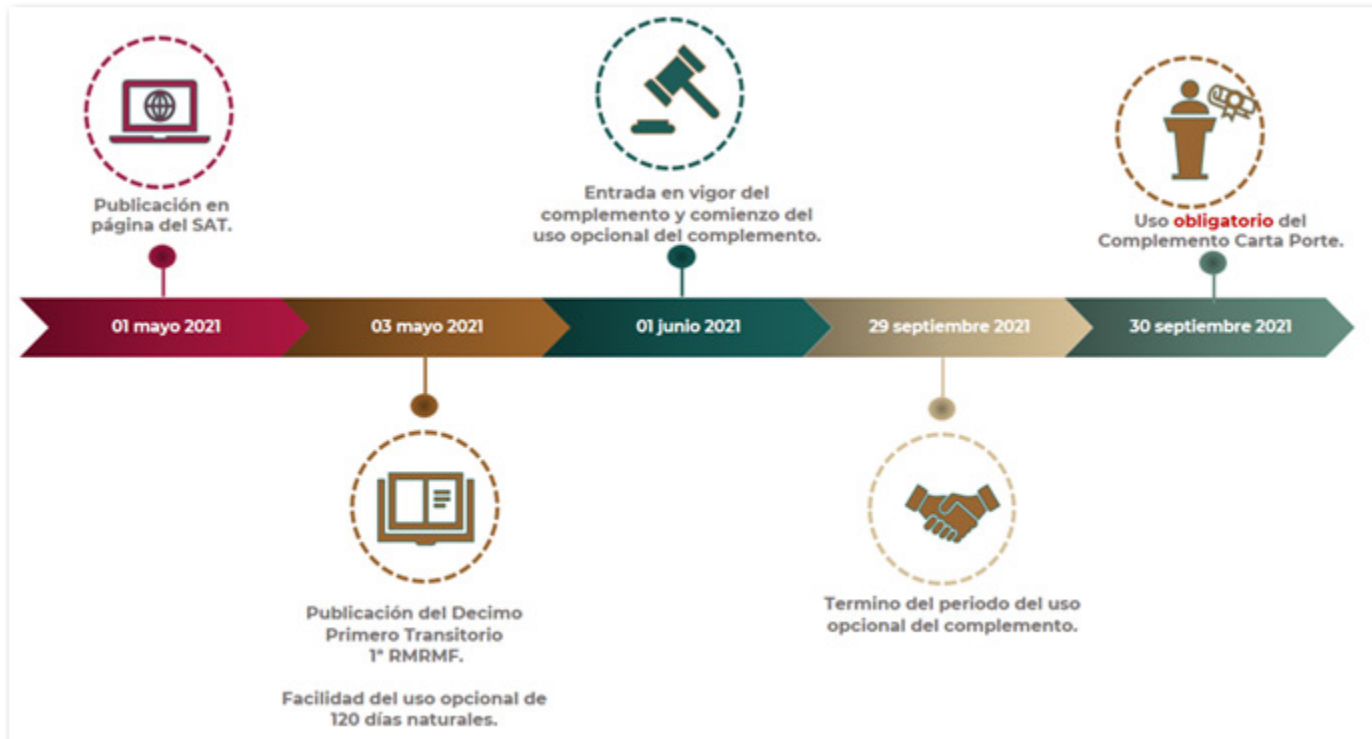 Publicación en
página del SAT.
Entrada en vigor del
complemento y comienzo del
uso opcional del complemento.
Uso obligatorio del
Complemento Carta Porte.
01 mayo 2021
03 mayo 2021
01 junio 2021
29 septiembre 2021
30 septiembre 2021
Publicación del Decimo
Primero Transitorio
1ª RMRMF.
Facilidad del uso opcional de
120 días naturales.
Termino del periodo del uso
opcional del complemento.